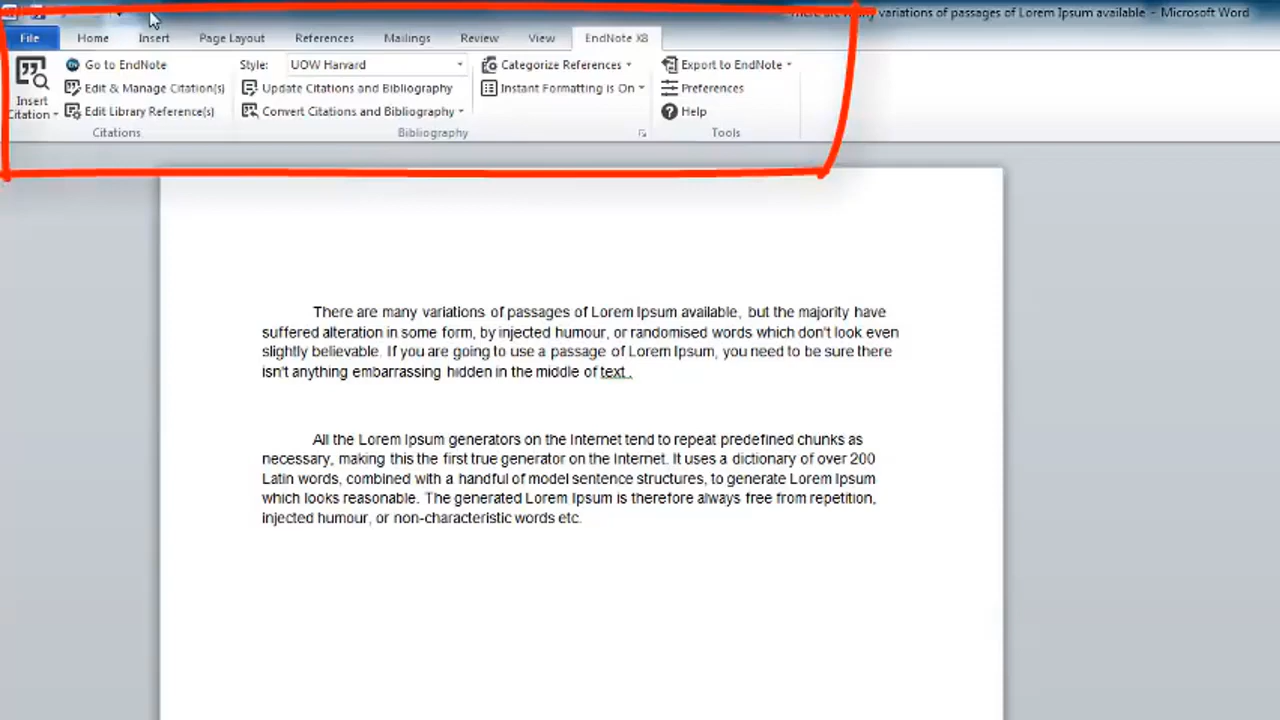 There are many variations of passages of Lorem Ipsum available - Microsoft Word
File Home Insert Page Layout References Mailings Review View EndNote X8
Insert Citation
Go to EndNote
Edit & Manage Citation(s)
Edit Library Reference(s)
Citations
Style: UOW Harvard
Update Citations and Bibliography
Convert Citations and Bibliography
Categorize References
Instant Formatting is On
Bibliography
Export to EndNote
Preferences
Help
Tools
There are many variations of passages of Lorem Ipsum available, but the majority have
suffered alteration in some form, by injected humour, or randomised words which don't look even
slightly believable. If you are going to use a passage of Lorem Ipsum, you need to be sure there
isn't anything embarrassing hidden in the middle of text .
All the Lorem Ipsum generators on the Internet tend to repeat predefined chunks as
necessary, making this the first true generator on the Internet. It uses a dictionary of over 200
Latin words, combined with a handful of model sentence structures, to generate Lorem Ipsum
which looks reasonable. The generated Lorem Ipsum is therefore always free from repetition,
injected humour, or non-characteristic words etc.